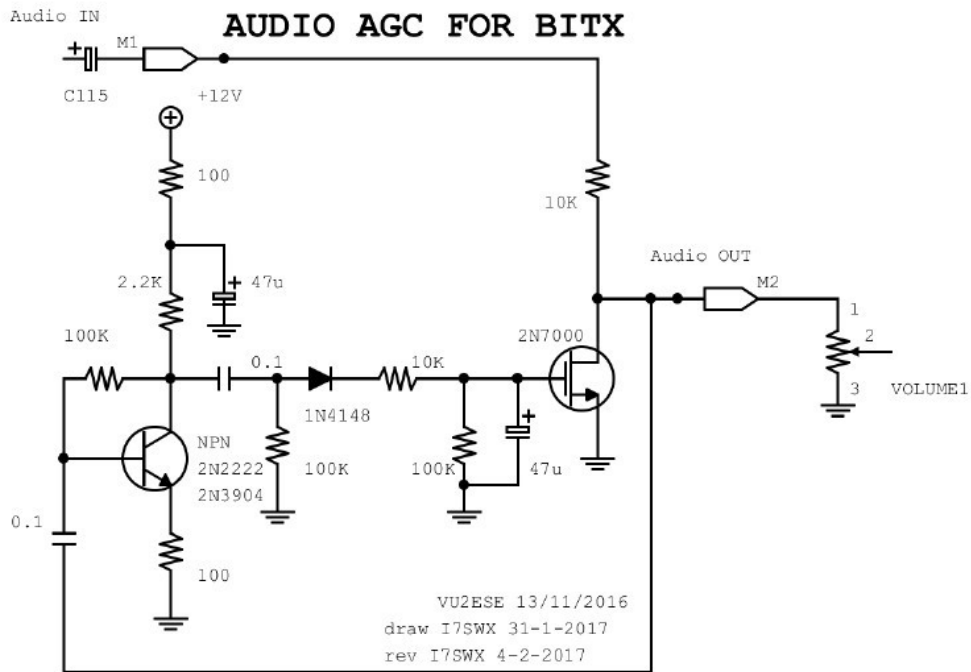 Audio IN
AUDIO AGC FOR BITX
+
M1
C115
+12V
100
10K
Audio OUT
M2
2.2K
+
47u
1
2
3
VOLUME1
2N7000
100K
0.1
10K
1N4148
+
NPN
2N2222
2N3904
100K
100K
47u
0.1
100
VU2ESE 13/11/2016
draw I7SWX 31-1-2017
rev I7SWX 4-2-2017